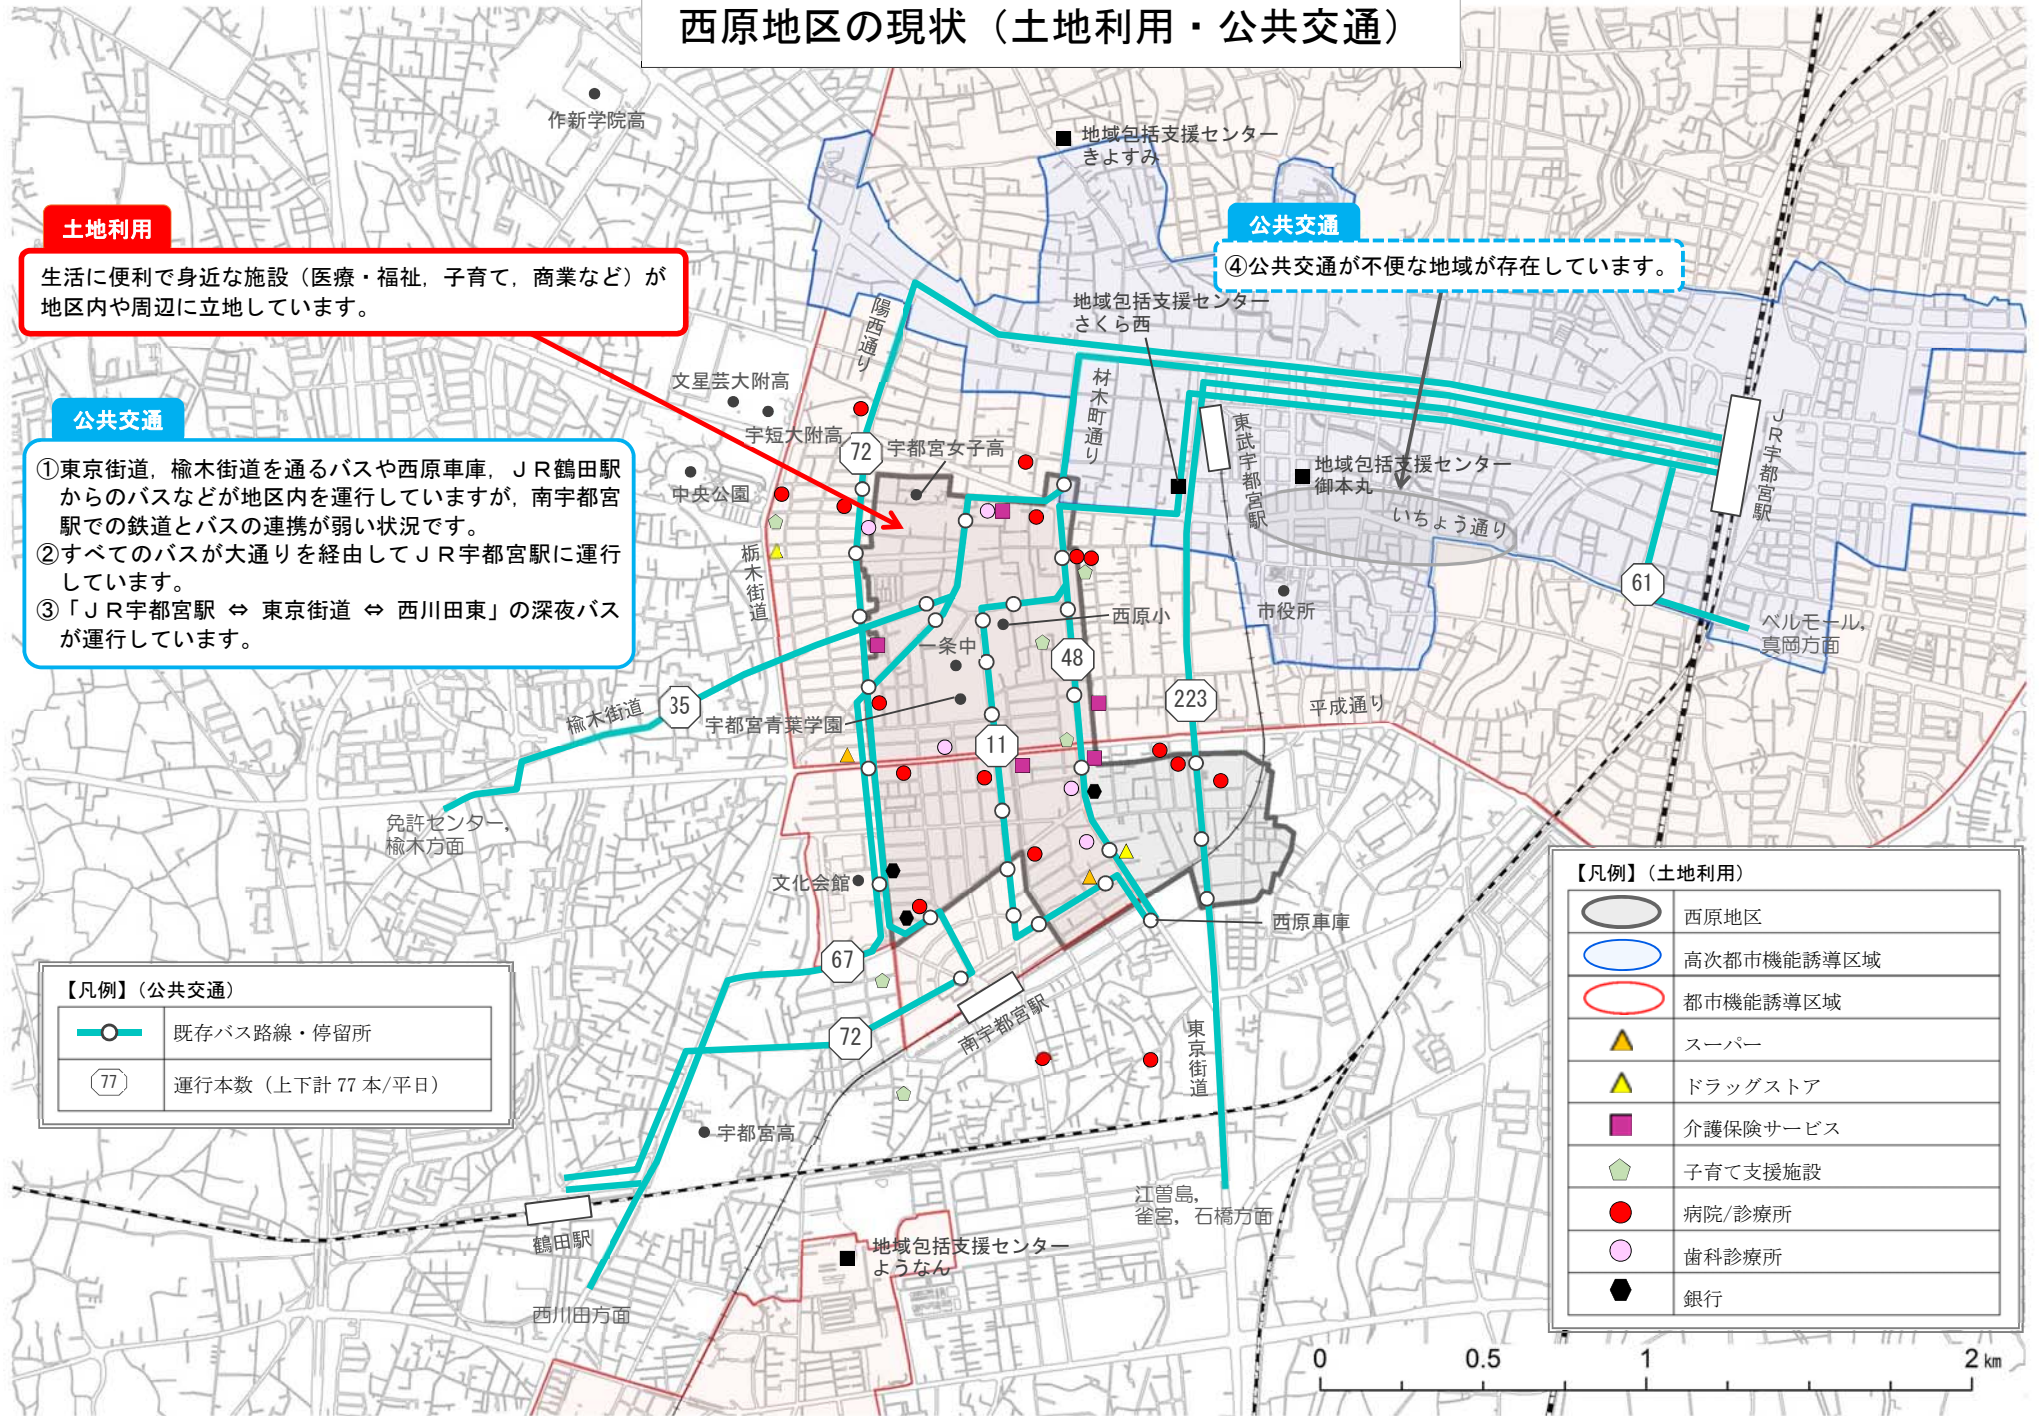 西原地区の現状（土地利用・公共交通）
作新学院高
地域包括支援センター
きよすみ
土地利用
生活に便利で身近な施設（医療・福祉，子育て，商業など）が
地区内や周辺に立地しています。
公共交通
④公共交通が不便な地域が存在しています。
地域包括支援センター
さくら西
陽西通り
材木町通り
文星芸大附高
宇短大附高
72
宇都宮女子高
中央公園
東武宇都宮駅
地域包括支援センター
御本丸
いちょう通り
ＪＲ宇都宮駅
公共交通
①東京街道，楡木街道を通るバスや西原車庫，ＪＲ鶴田駅
からのバスなどが地区内を運行していますが，南宇都宮
駅での鉄道とバスの連携が弱い状況です。
②すべてのバスが大通りを経由してＪＲ宇都宮駅に運行
しています。
③「ＪＲ宇都宮駅 ⇔ 東京街道 ⇔ 西川田東」の深夜バス
が運行しています。
栃木街道
61
市役所
ベルモール，
真岡方面
西原小
一条中
48
35
楡木街道
宇都宮青葉学園
223
平成通り
11
免許センター，
楡木方面
文化会館
西原車庫
67
72
南宇都宮駅
東京街道
宇都宮高
鶴田駅
西川田方面
江曽島，
雀宮，石橋方面
地域包括支援センター
ようなん
【凡例】（公共交通）
既存バス路線・停留所
77
運行本数（上下計 77 本/平日）
【凡例】（土地利用）
西原地区
高次都市機能誘導区域
都市機能誘導区域
スーパー
ドラッグストア
介護保険サービス
子育て支援施設
病院/診療所
歯科診療所
銀行
0 0.5 1 2 km